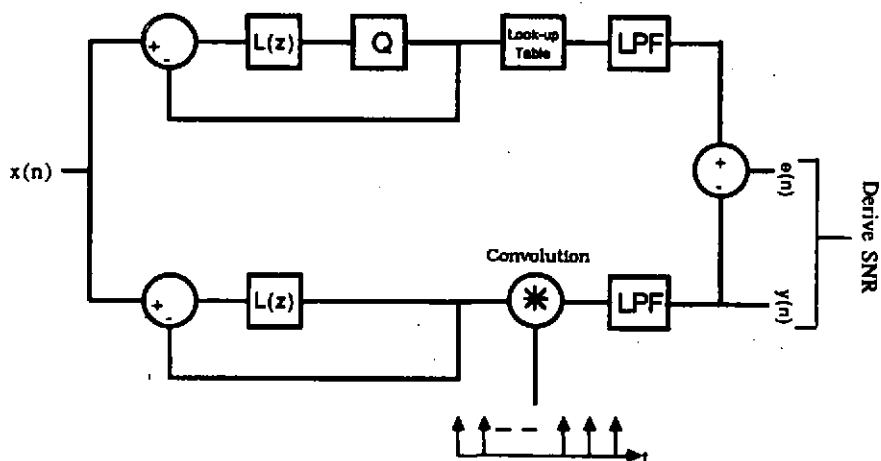 +
-
L(z)
Q
Look-up
Table
LPF
x(n)
+
-
e(n)
Derive SNR
Convolution
+
-
L(z)
*
LPF
y(n)
t